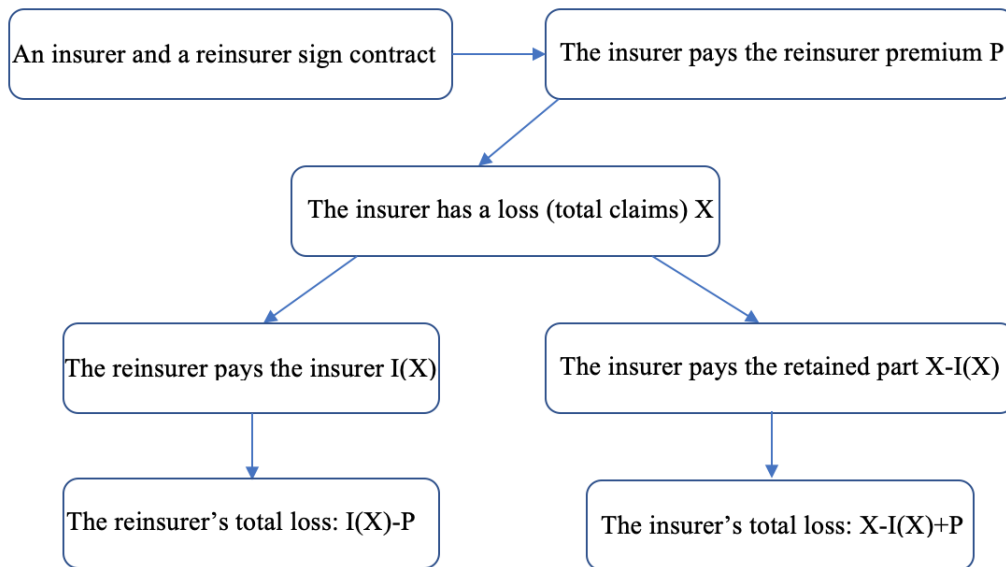 An insurer and a reinsurer sign contract
The insurer pays the reinsurer premium P
The insurer has a loss (total claims) X
The reinsurer pays the insurer I(X)
The insurer pays the retained part X-I(X)
The reinsurer’s total loss: I(X)-P
The insurer’s total loss: X-I(X)+P